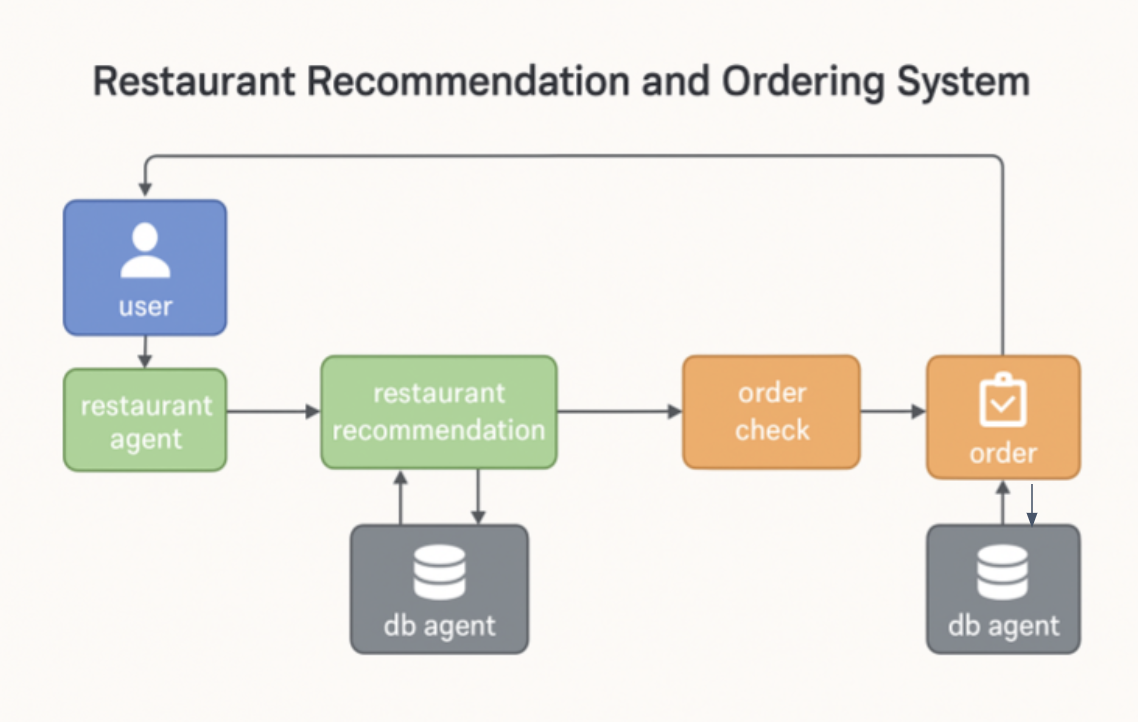 Restaurant Recommendation and Ordering System
user
restaurant
agent
restaurant
recommendation
order
check
order
db agent
db agent